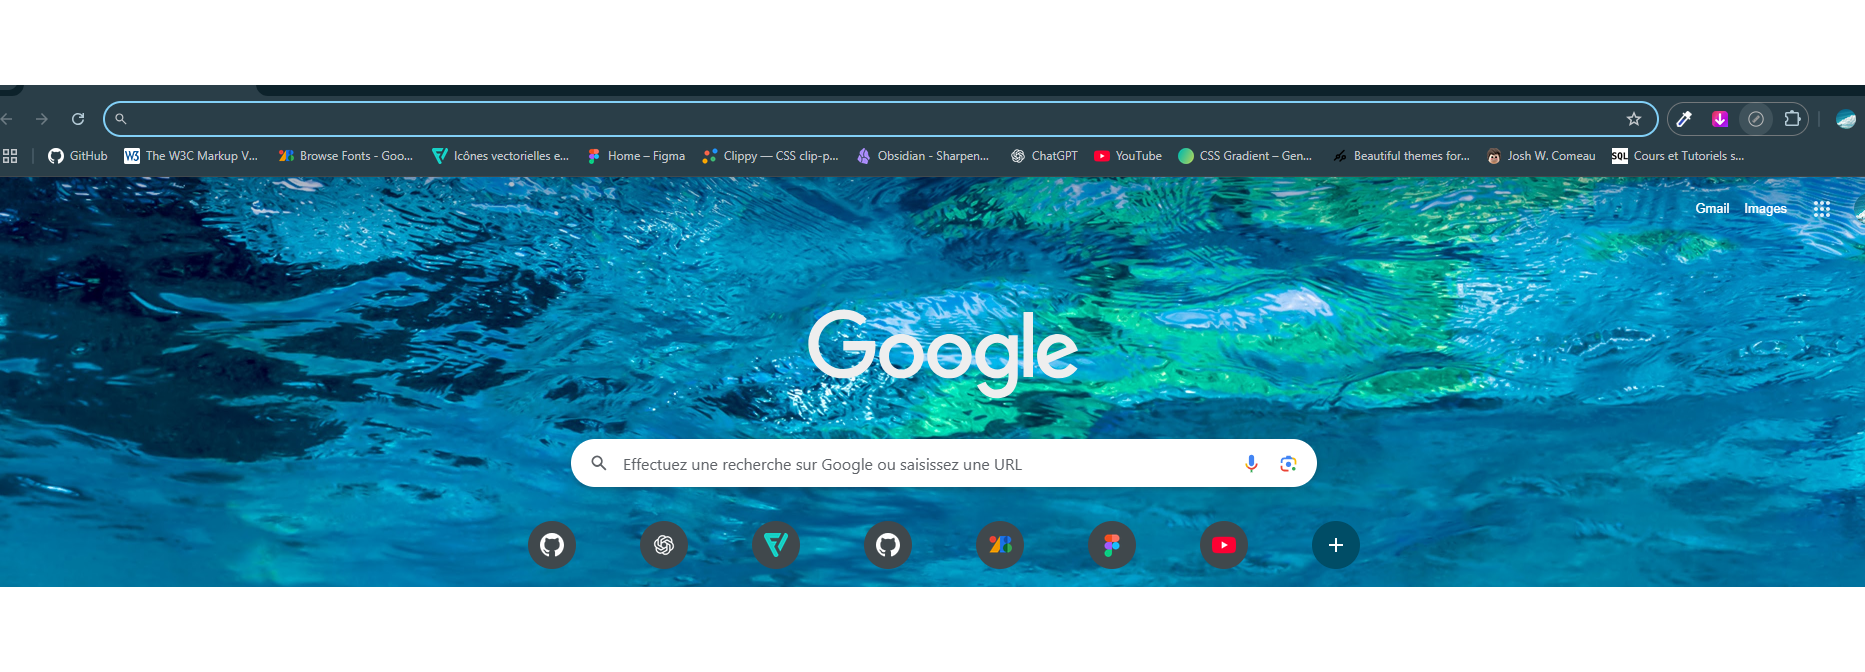 GitHub
W3 The W3C Markup V...
Browse Fonts - Goo...
Icônes vectorielles e...
Home – Figma
Clippy — CSS clip-p...
Obsidian - Sharpen...
ChatGPT
YouTube
CSS Gradient – Gen...
Beautiful themes for...
Josh W. Comeau
SQL Cours et Tutoriels s...
Gmail Images
Google
Effectuez une recherche sur Google ou saisissez une URL